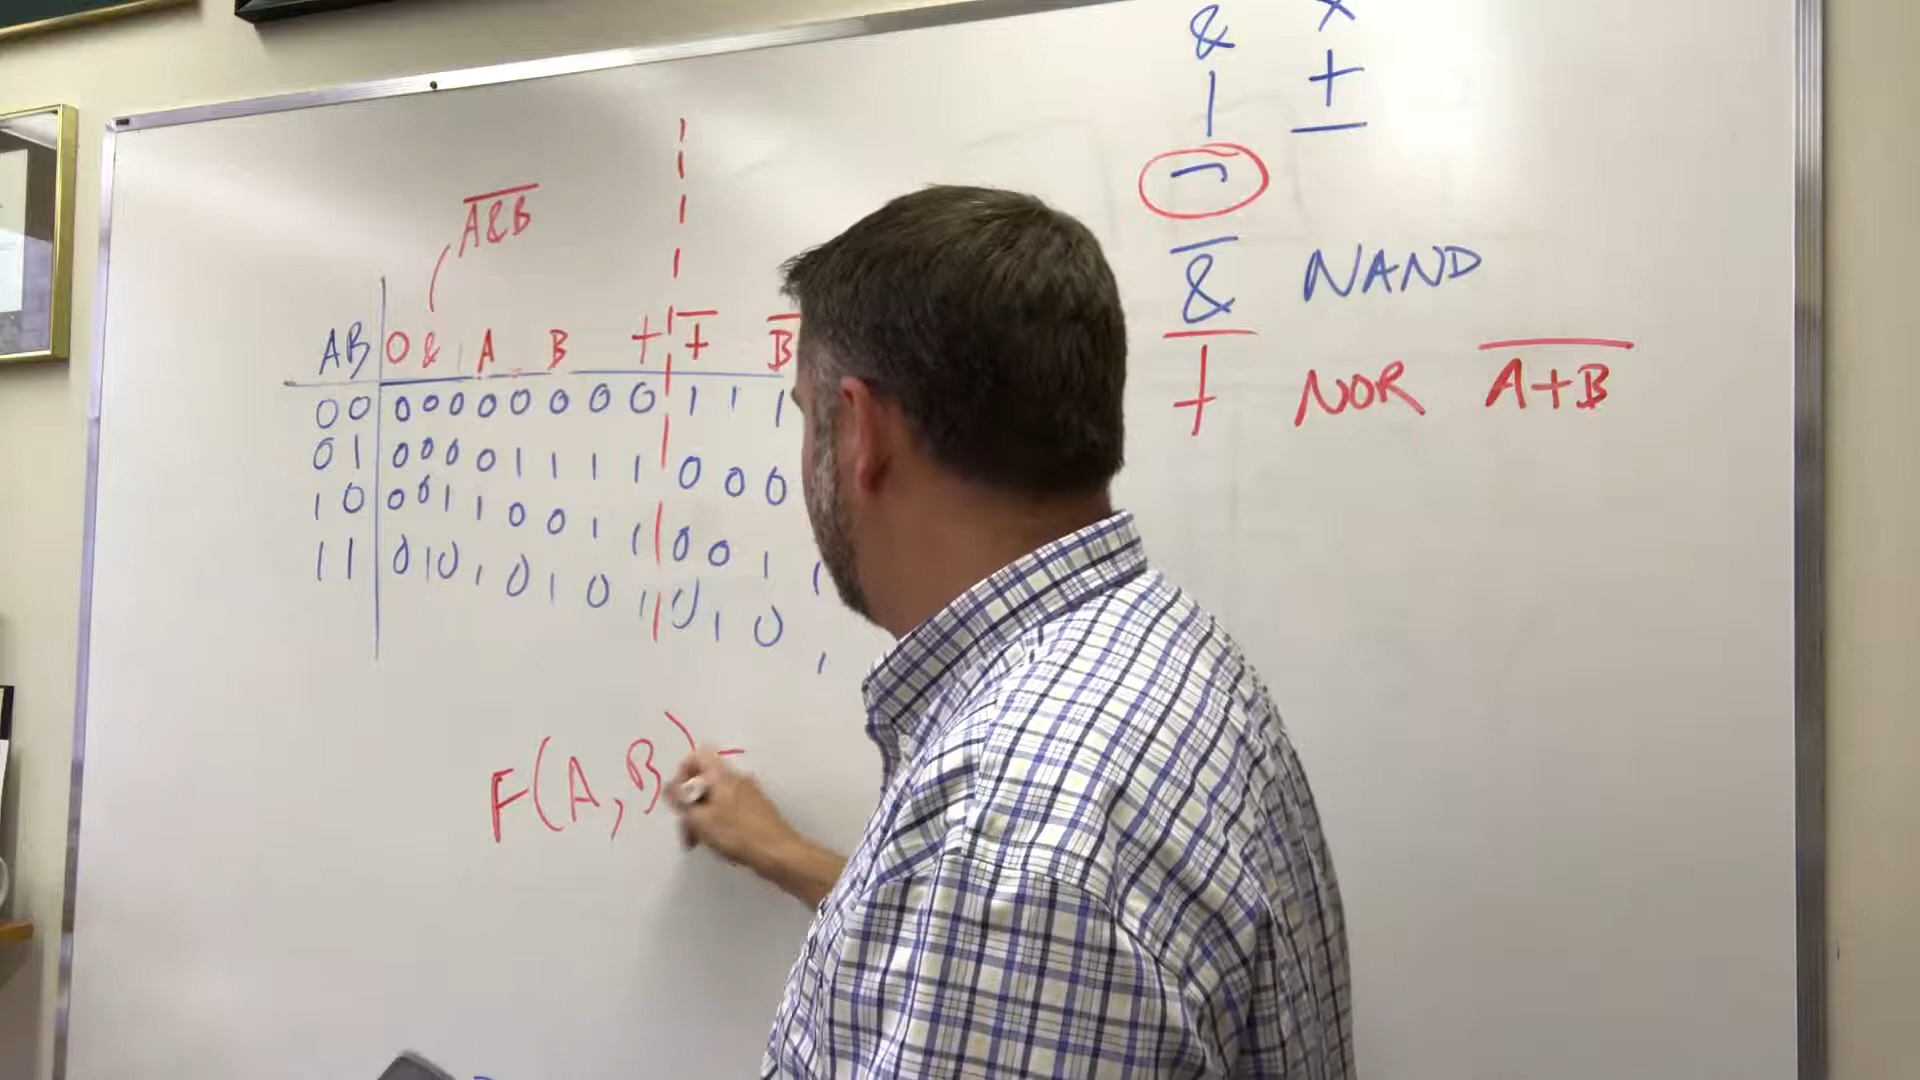 & ×
| +
¬ —
A&B
&̅ NAND
+̅ NOR A+B
AB 0 & A B + +̅ B̅
00 0 0 0 0 0 0 0 0 1 1 1
01 0 0 0 0 1 1 1 1 0 0 0
10 0 0 1 1 0 0 1 1 0 0 1 1
11 0 1 0 1 0 1 0 1 0 1 0 1
F(A,B) =